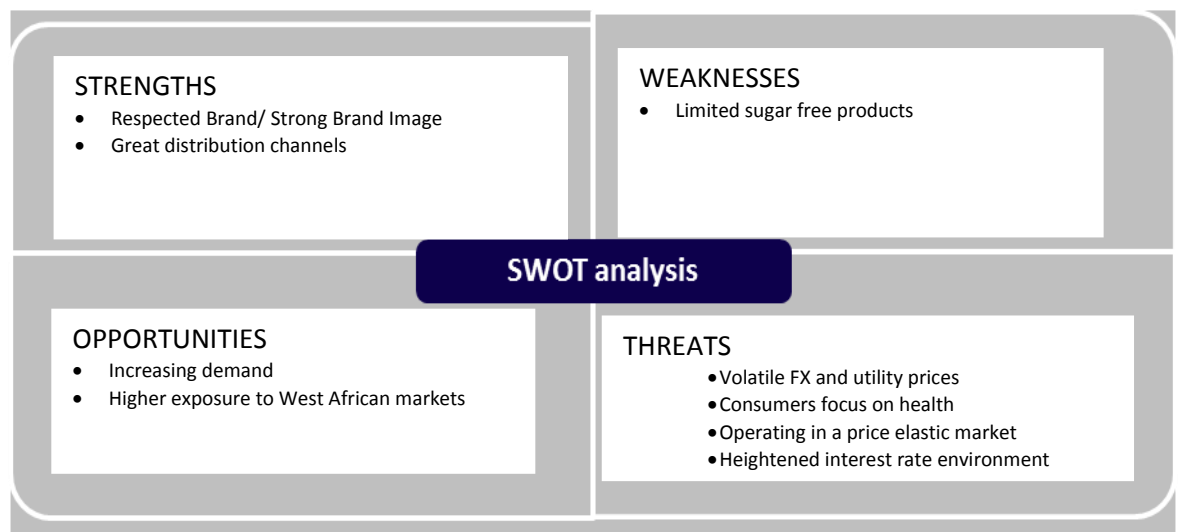 STRENGTHS
• Respected Brand/ Strong Brand Image
• Great distribution channels
WEAKNESSES
• Limited sugar free products
SWOT analysis
OPPORTUNITIES
• Increasing demand
• Higher exposure to West African markets
THREATS
• Volatile FX and utility prices
• Consumers focus on health
• Operating in a price elastic market
• Heightened interest rate environment